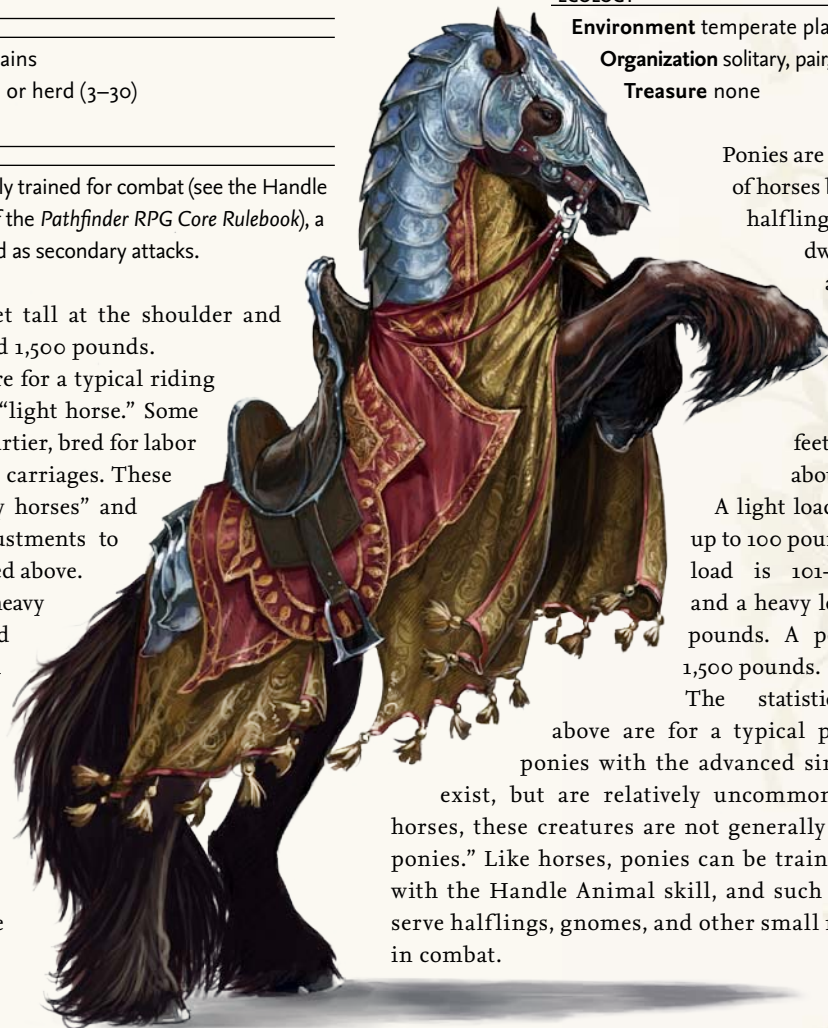 ains
or herd (3–30)
ly trained for combat (see the Handle
f the Pathfinder RPG Core Rulebook), a
d as secondary attacks.
et tall at the shoulder and
d 1,500 pounds.
re for a typical riding
“light horse.” Some
rtier, bred for labor
carriages. These
y horses” and
ustments to
ed above.
heavy
d
e
ECOLOGY
Environment temperate pla
Organization solitary, pair,
Treasure none
Ponies are
of horses b
halfling
dw
a
feet
abou
A light load
up to 100 poun
load is 101-
and a heavy lo
pounds. A p
1,500 pounds.
The statistic
above are for a typical p
ponies with the advanced sim
exist, but are relatively uncommon
horses, these creatures are not generally
ponies.” Like horses, ponies can be train
with the Handle Animal skill, and such
serve halflings, gnomes, and other small r
in combat.